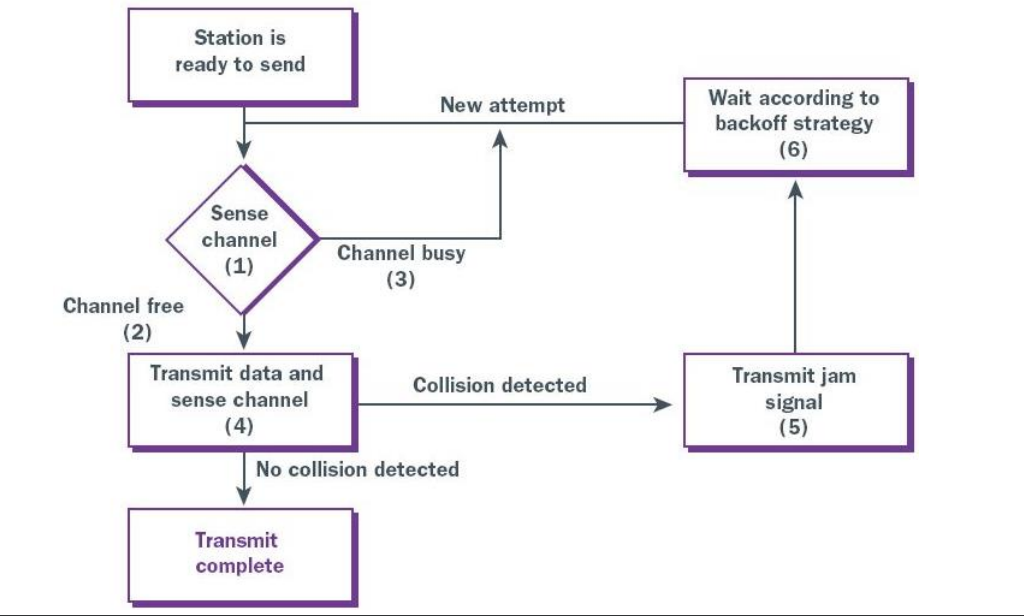 Station is
ready to send
New attempt
Wait according to
backoff strategy
(6)
Sense
channel
(1)
Channel busy
(3)
Channel free
(2)
Transmit data and
sense channel
(4)
Collision detected
Transmit jam
signal
(5)
No collision detected
Transmit
complete